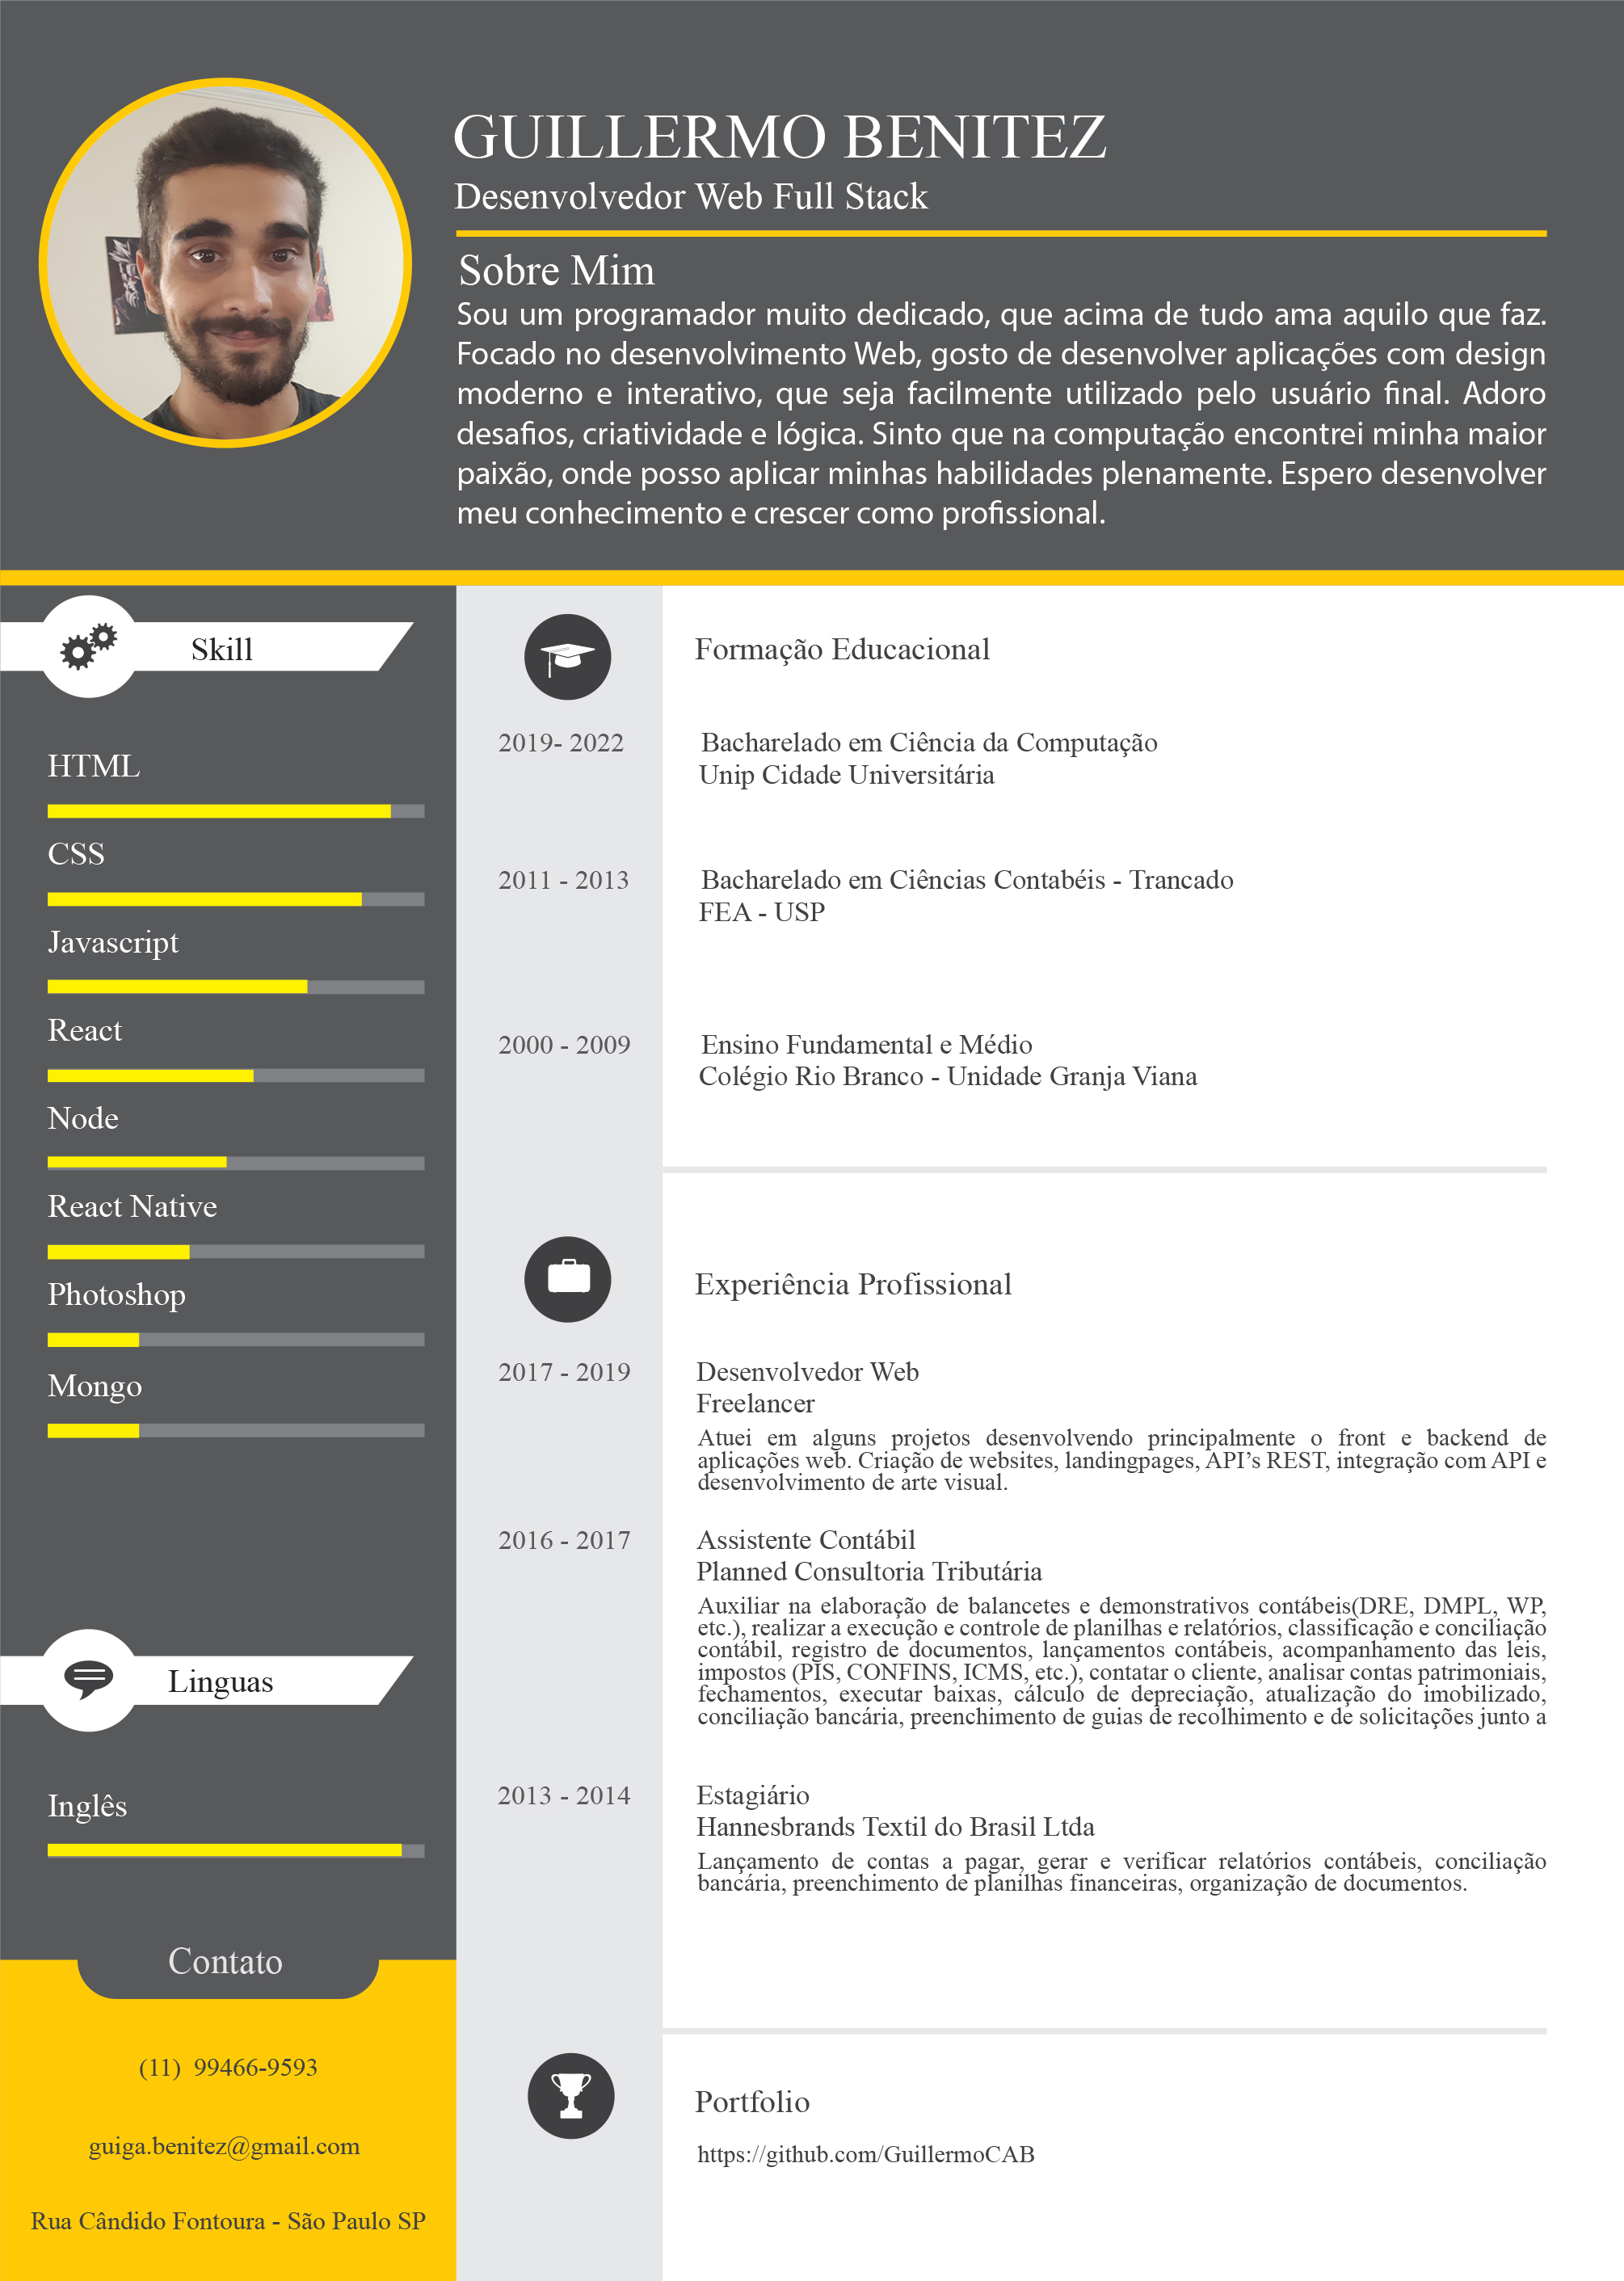 GUILLERMO BENITEZ
Desenvolvedor Web Full Stack
Sobre Mim
Sou um programador muito dedicado, que acima de tudo ama aquilo que faz.
Focado no desenvolvimento Web, gosto de desenvolver aplicações com design
moderno e interativo, que seja facilmente utilizado pelo usuário final. Adoro
desafios, criatividade e lógica. Sinto que na computação encontrei minha maior
paixão, onde posso aplicar minhas habilidades plenamente. Espero desenvolver
meu conhecimento e crescer como profissional.
Skill
HTML
CSS
Javascript
React
Node
React Native
Photoshop
Mongo
Linguas
Inglês
Contato
(11) 99466-9593
guiga.benitez@gmail.com
Rua Cândido Fontoura - São Paulo SP
Formação Educacional
2019- 2022
Bacharelado em Ciência da Computação
Unip Cidade Universitária
2011 - 2013
Bacharelado em Ciências Contabéis - Trancado
FEA - USP
2000 - 2009
Ensino Fundamental e Médio
Colégio Rio Branco - Unidade Granja Viana
Experiência Profissional
2017 - 2019
Desenvolvedor Web
Freelancer
Atuei em alguns projetos desenvolvendo principalmente o front e backend de
aplicações web. Criação de websites, landingpages, API’s REST, integração com API e
desenvolvimento de arte visual.
2016 - 2017
Assistente Contábil
Planned Consultoria Tributária
Auxiliar na elaboração de balancetes e demonstrativos contábeis(DRE, DMPL, WP,
etc.), realizar a execução e controle de planilhas e relatórios, classificação e conciliação
contábil, registro de documentos, lançamentos contábeis, acompanhamento das leis,
impostos (PIS, CONFINS, ICMS, etc.), contatar o cliente, analisar contas patrimoniais,
fechamentos, executar baixas, cálculo de depreciação, atualização do imobilizado,
conciliação bancária, preenchimento de guias de recolhimento e de solicitações junto a
2013 - 2014
Estagiário
Hannesbrands Textil do Brasil Ltda
Lançamento de contas a pagar, gerar e verificar relatórios contábeis, conciliação
bancária, preenchimento de planilhas financeiras, organização de documentos.
Portfolio
https://github.com/GuillermoCAB